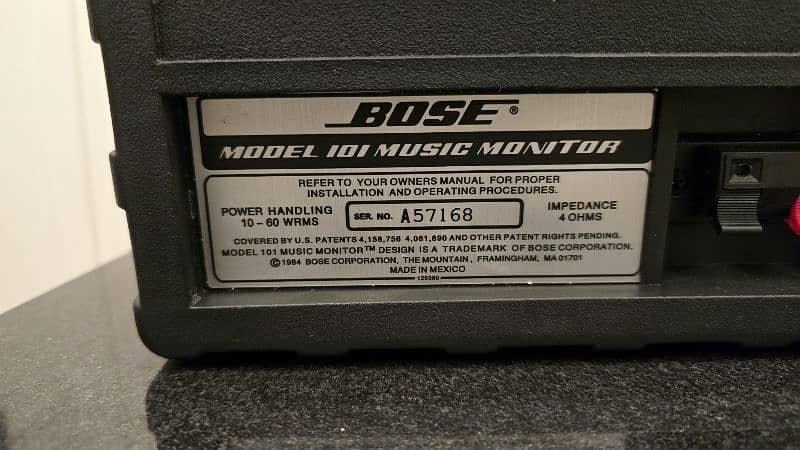 BOSE®
MODEL 101 MUSIC MONITOR
REFER TO YOUR OWNERS MANUAL FOR PROPER
INSTALLATION AND OPERATING PROCEDURES.
POWER HANDLING
10-60 WRMS
SER. NO. A57168
IMPEDANCE
4 OHMS
COVERED BY U.S. PATENTS 4,158,756 4,061,890 AND OTHER PATENT RIGHTS PENDING.
MODEL 101 MUSIC MONITOR™ DESIGN IS A TRADEMARK OF BOSE CORPORATION.
©1984 BOSE CORPORATION, THE MOUNTAIN, FRAMINGHAM, MA 01701
MADE IN MEXICO
125360